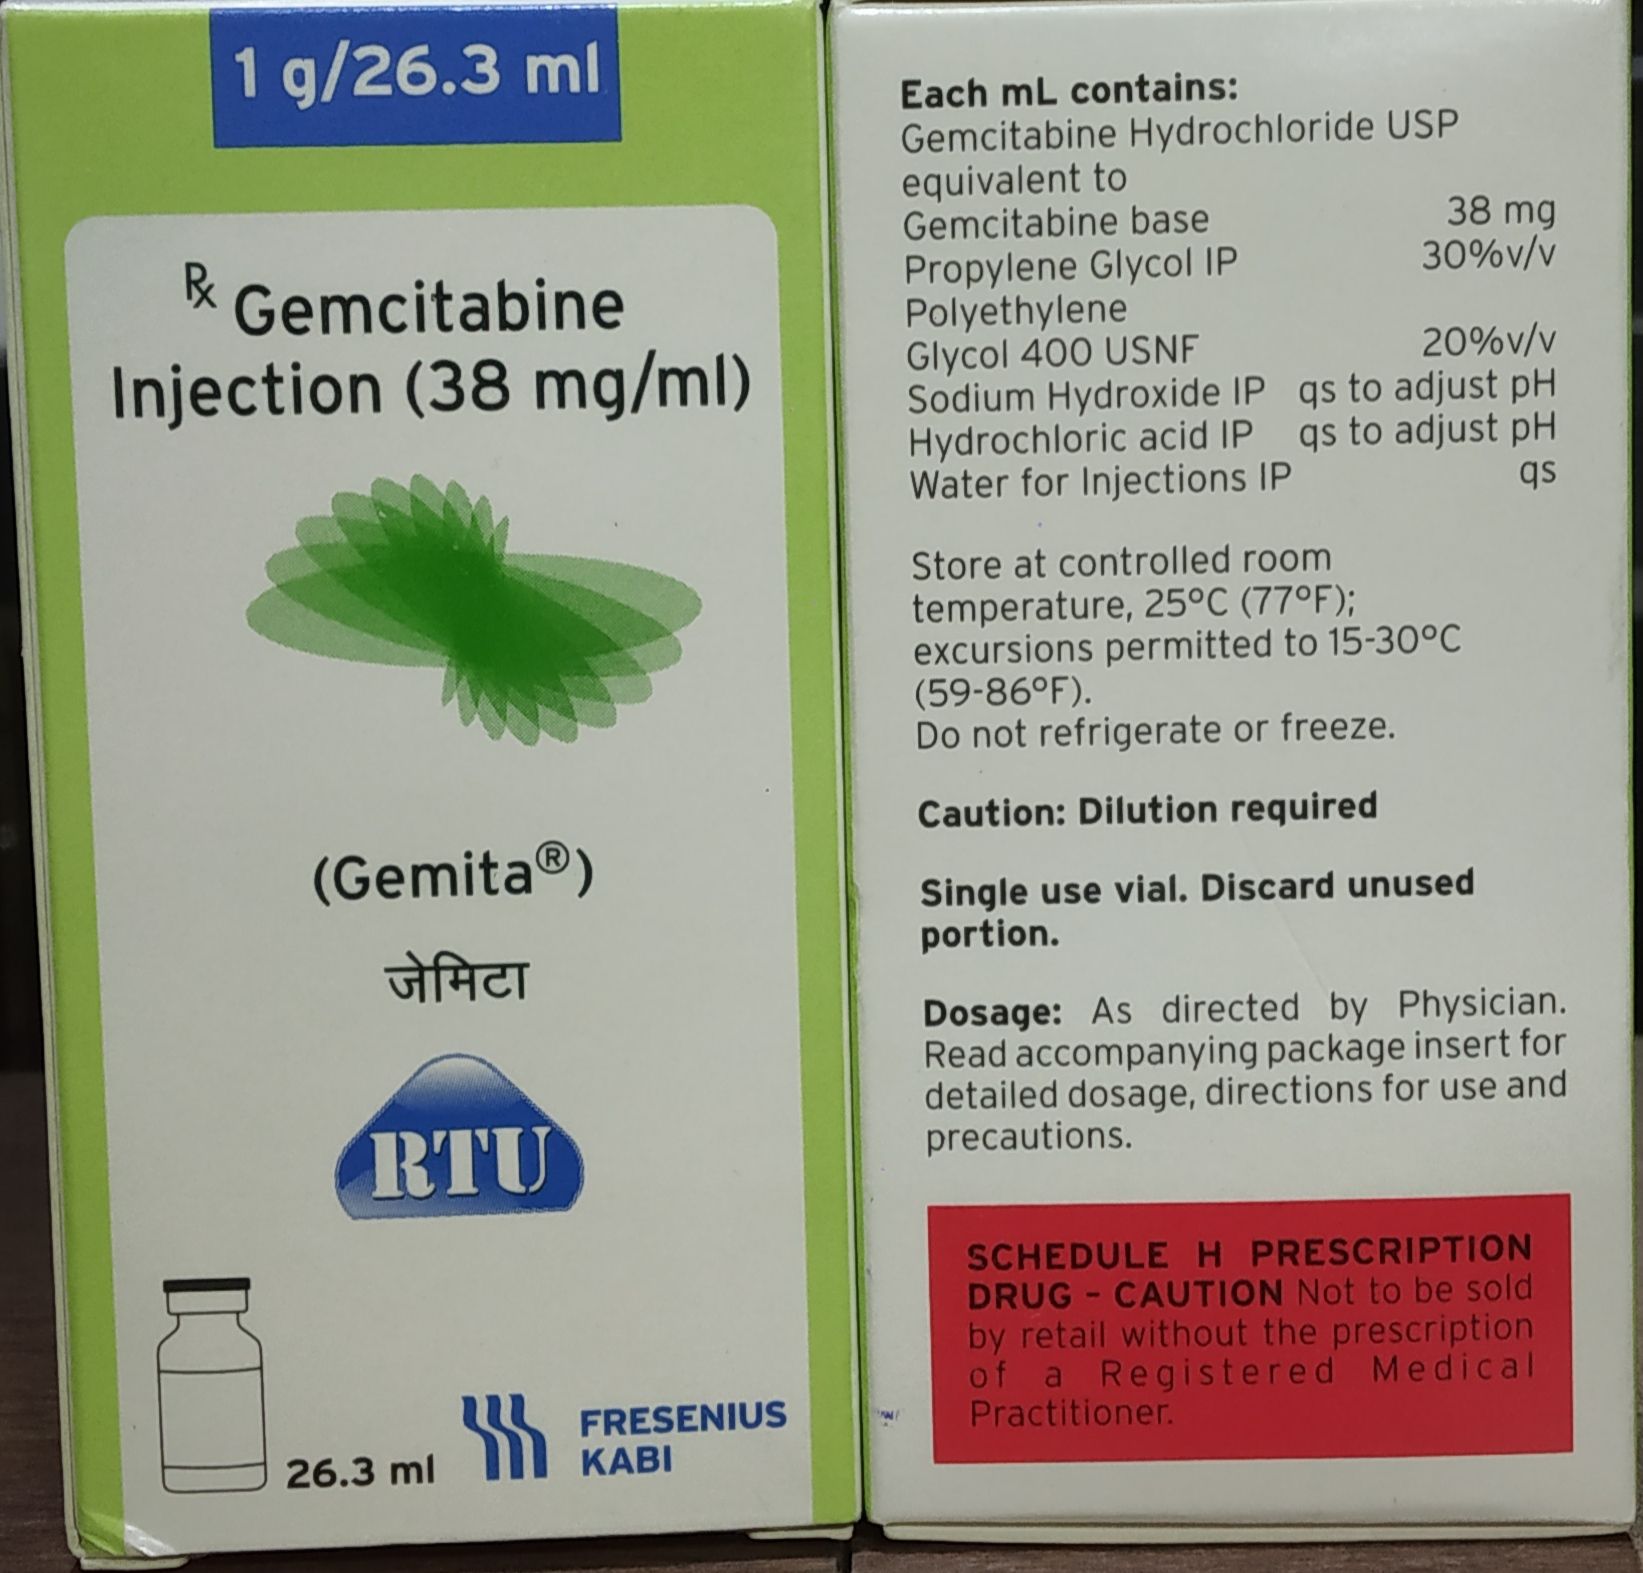 1 g/26.3 ml
Rx Gemcitabine
Injection (38 mg/ml)
(Gemita®)
जेमिटा
RTU
26.3 ml
FRESENIUS
KABI
Each mL contains:
Gemcitabine Hydrochloride USP
equivalent to
Gemcitabine base 38 mg
Propylene Glycol IP 30%v/v
Polyethylene
Glycol 400 USNF 20%v/v
Sodium Hydroxide IP qs to adjust pH
Hydrochloric acid IP qs to adjust pH
Water for Injections IP qs
Store at controlled room
temperature, 25°C (77°F);
excursions permitted to 15-30°C
(59-86°F).
Do not refrigerate or freeze.
Caution: Dilution required
Single use vial. Discard unused
portion.
Dosage: As directed by Physician.
Read accompanying package insert for
detailed dosage, directions for use and
precautions.
SCHEDULE H PRESCRIPTION
DRUG - CAUTION Not to be sold
by retail without the prescription
of a Registered Medical
Practitioner.